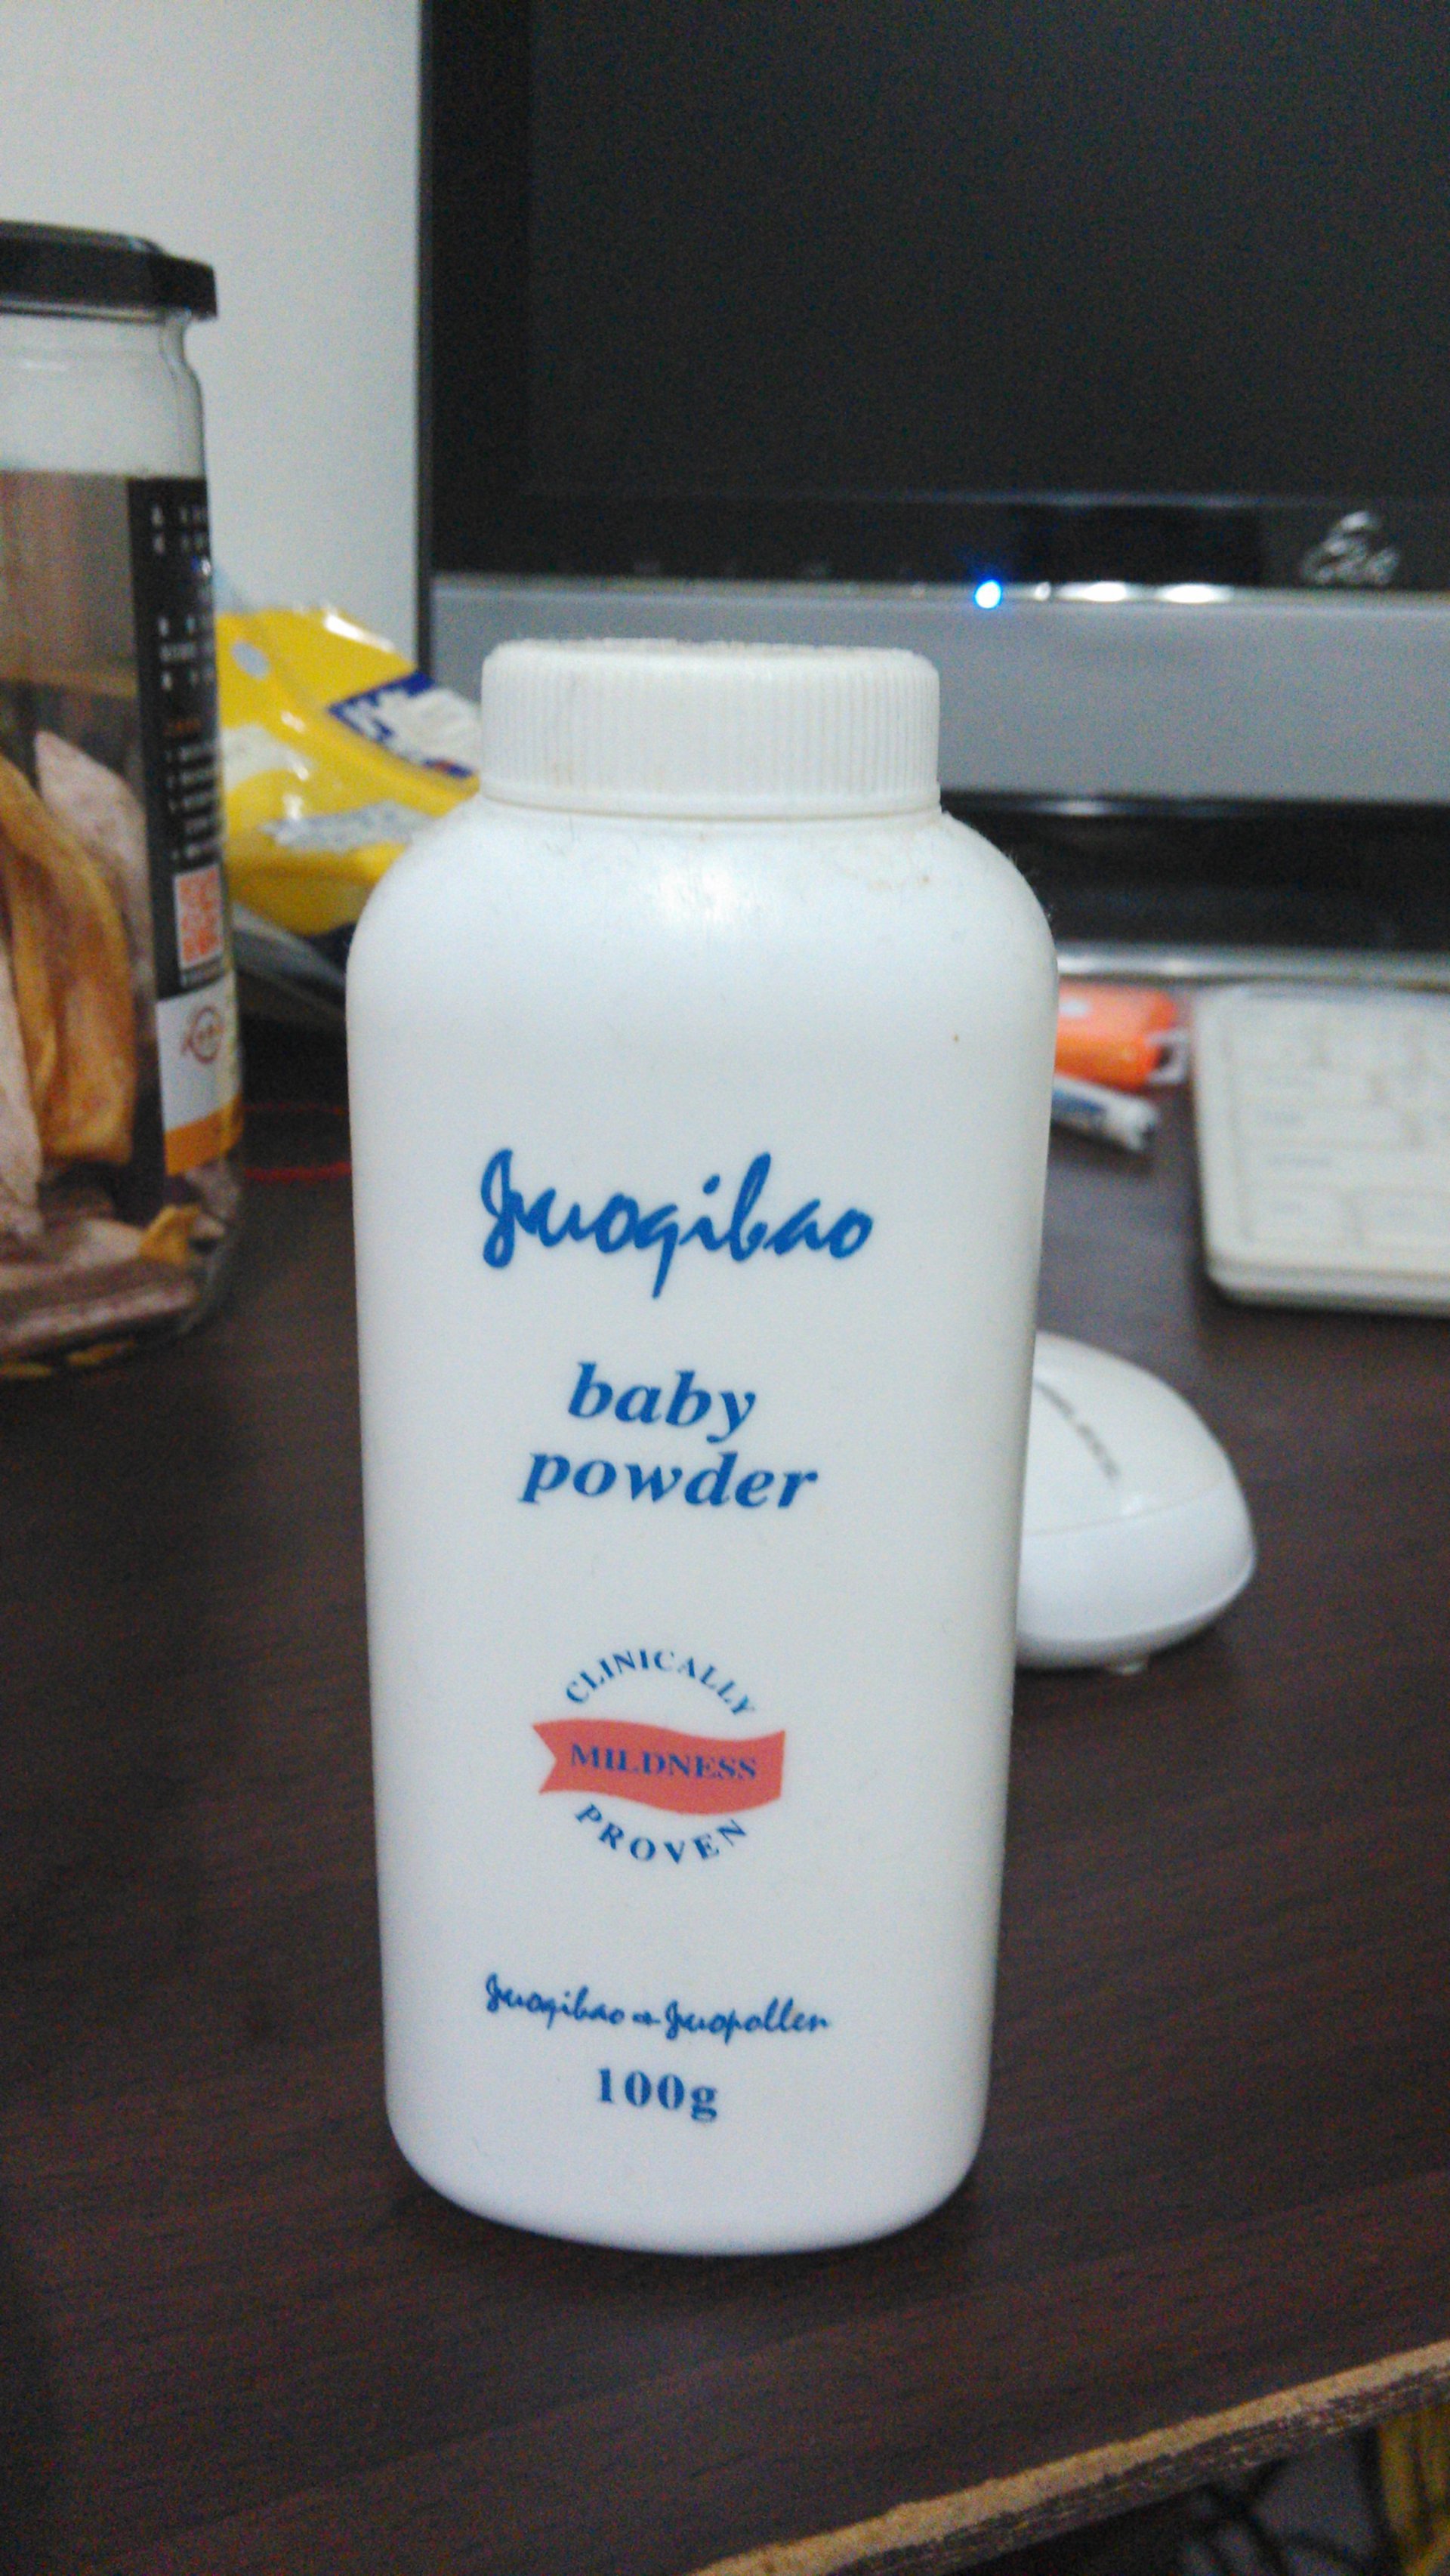 Juoqibao
baby
powder
CLINICALLY
MILDNESS
PROVEN
Juoqibao Juopollen
100g